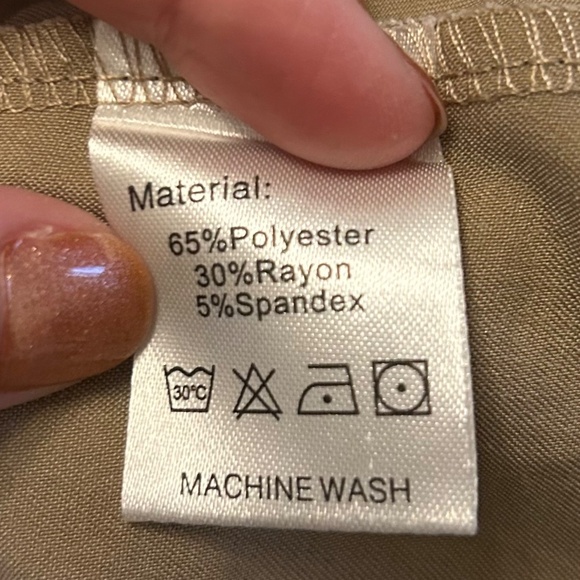 Material:
65%Polyester
30%Rayon
5%Spandex
30°C
MACHINE WASH